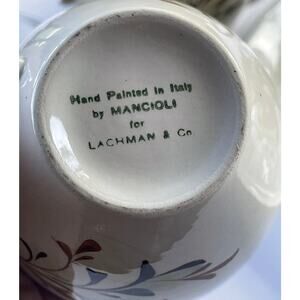 Hand Painted in Italy
by MANCIOLI
for
LACHMAN & Co